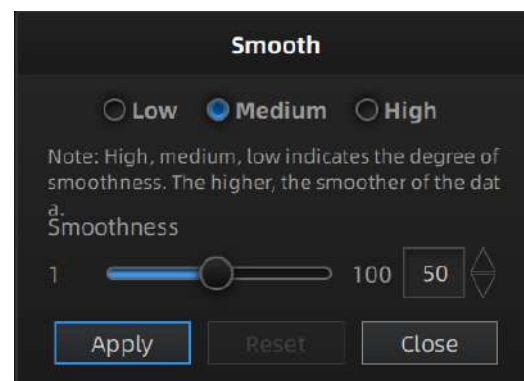 Smooth
Low Medium High
Note: High, medium, low indicates the degree of
smoothness. The higher, the smoother of the dat
a.
Smoothness
1 100 50
Apply Reset Close